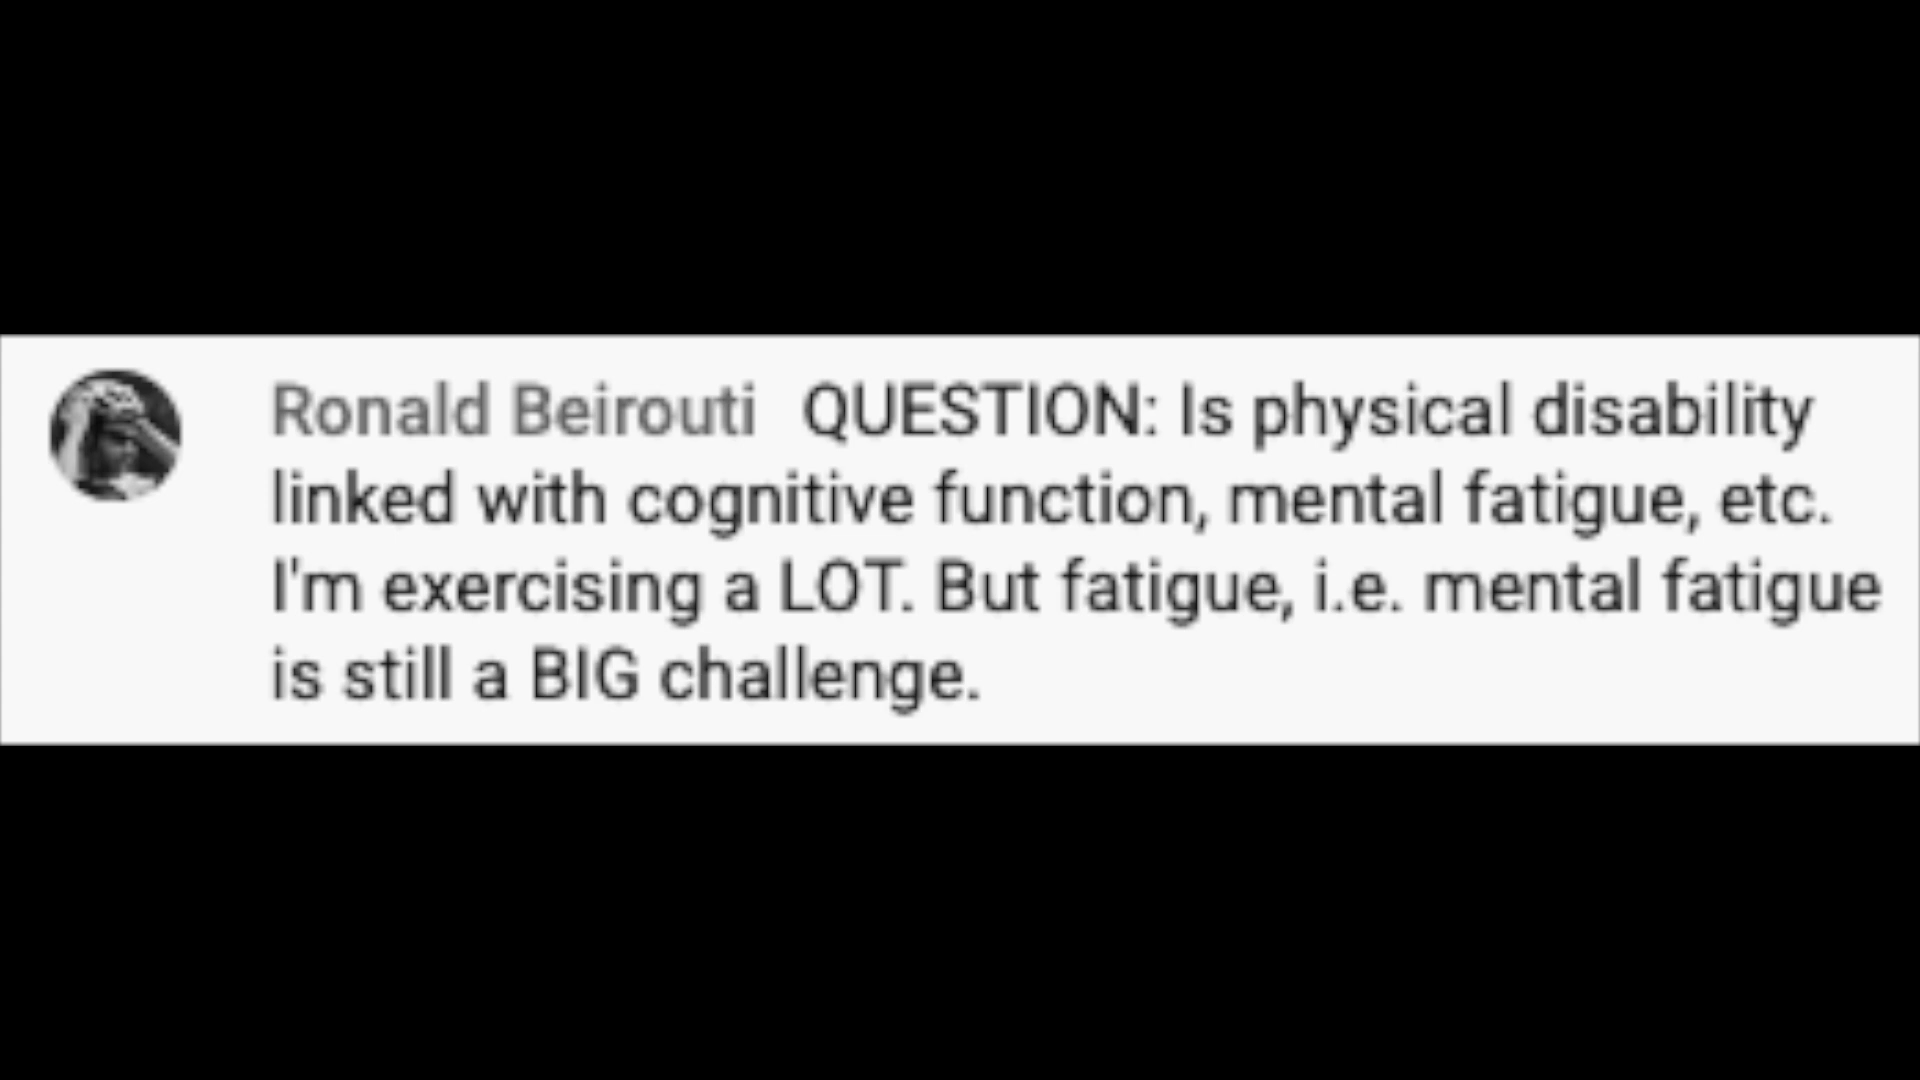 Ronald Beirouti QUESTION: Is physical disability
linked with cognitive function, mental fatigue, etc.
I'm exercising a LOT. But fatigue, i.e. mental fatigue
is still a BIG challenge.